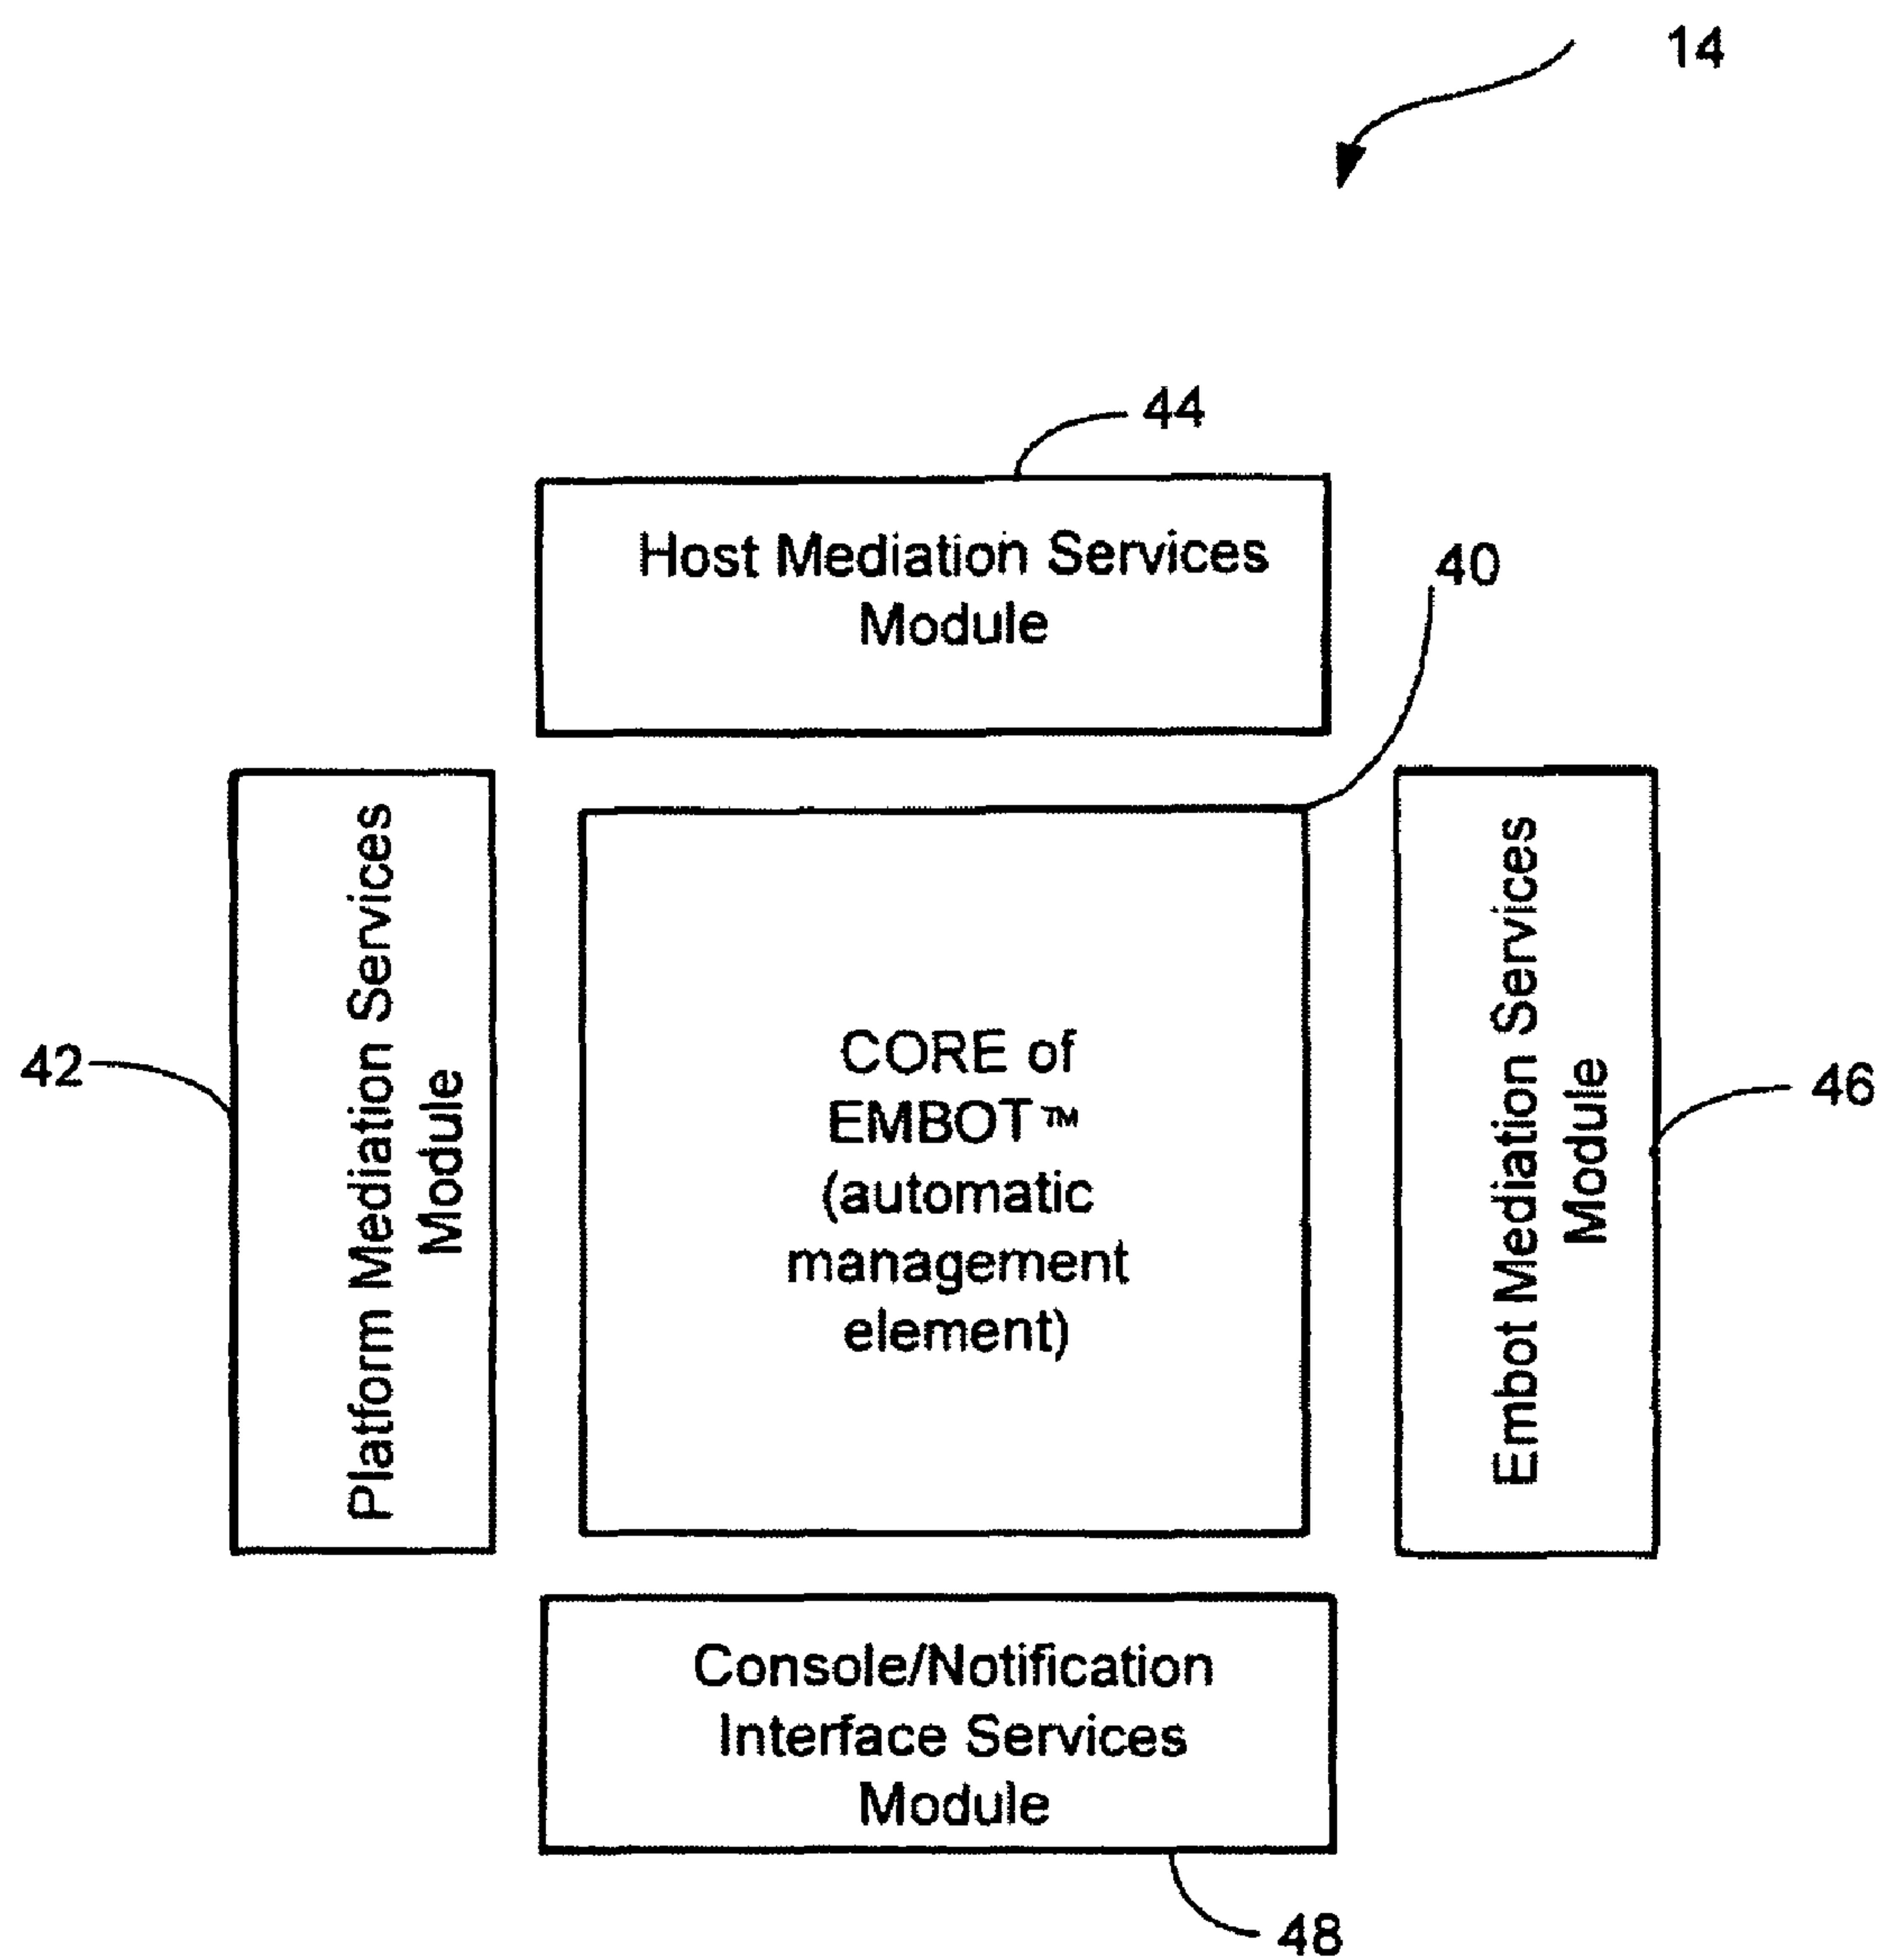 14
44
Host Mediation Services
Module
40
Platform Mediation Services
Module
42
CORE of
EMBOT™
(automatic
management
element)
Embot Mediation Services
Module
46
Console/Notification
Interface Services
Module
48